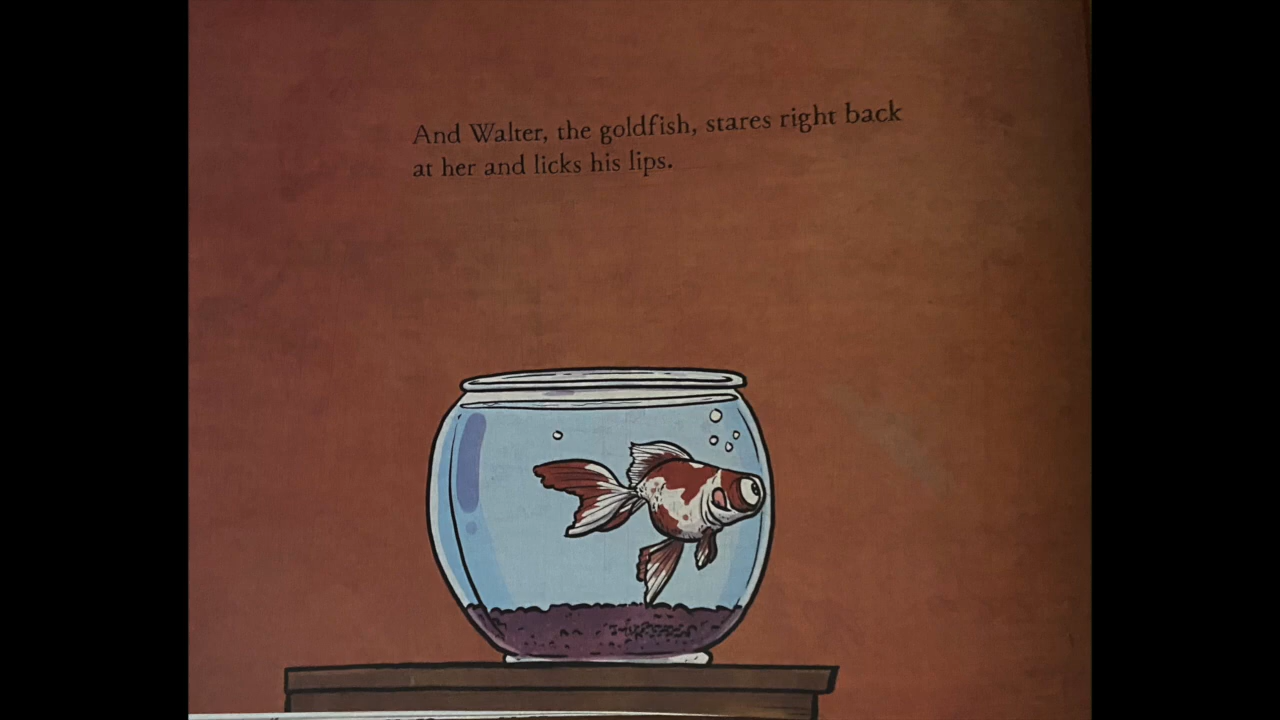 And Walter, the goldfish, stares right back
at her and licks his lips.